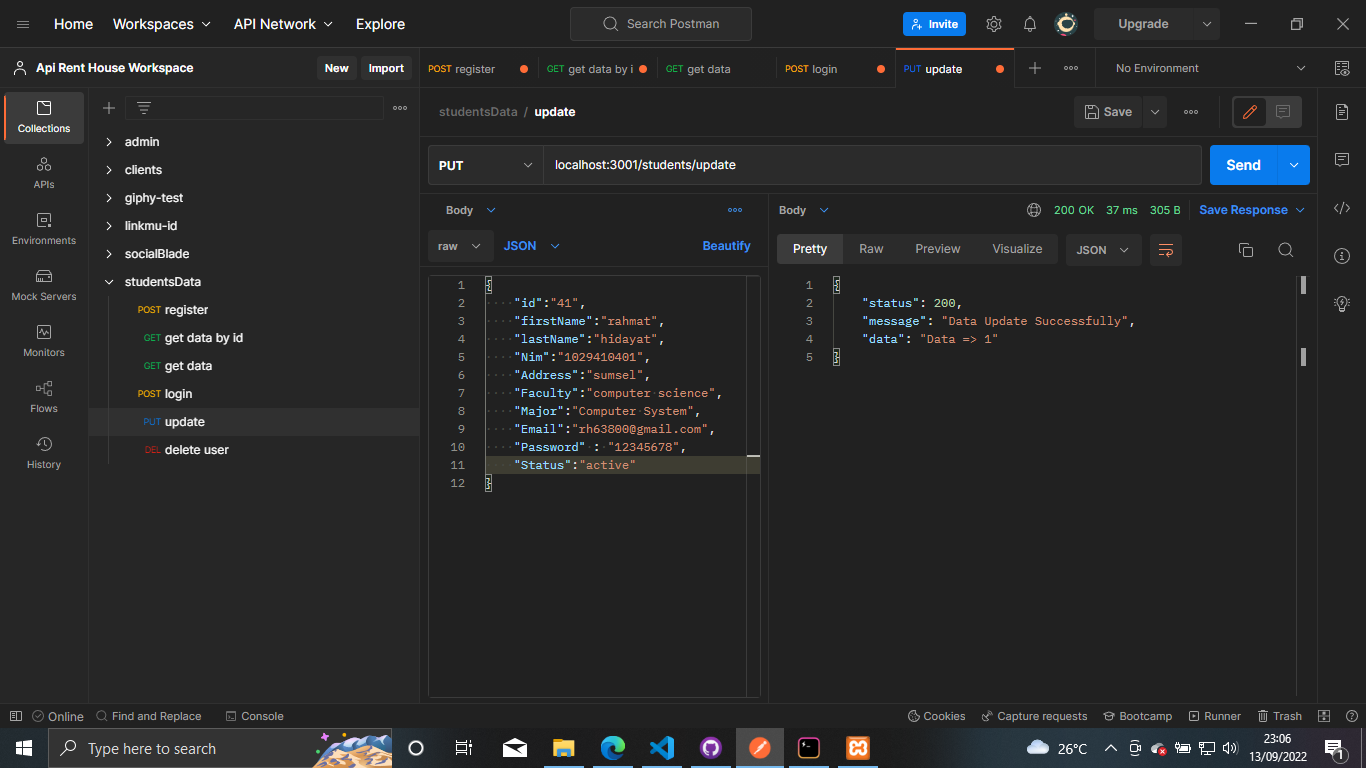 Home Workspaces API Network Explore Search Postman Invite Upgrade
Api Rent House Workspace New Import
POST register GET get data by i GET get data POST login PUT update No Environment
Collections
APIs
Environments
Mock Servers
Monitors
Flows
History
admin
clients
giphy-test
linkmu-id
socialBlade
studentsData
POST register
GET get data by id
GET get data
POST login
PUT update
DEL delete user
studentsData / update Save
PUT localhost:3001/students/update Send
Body
raw JSON Beautify
1 {
2 "id":"41",
3 "firstName":"rahmat",
4 "lastName":"hidayat",
5 "Nim":"1029410401",
6 "Address":"sumsel",
7 "Faculty":"computer science",
8 "Major":"Computer System",
9 "Email":"rh63800@gmail.com",
10 "Password" : "12345678",
11 "Status":"active"
12 }
Body 200 OK 37 ms 305 B Save Response
Pretty Raw Preview Visualize JSON
1 {
2 "status": 200,
3 "message": "Data Update Successfully",
4 "data": "Data => 1"
5 }
Online Find and Replace Console Cookies Capture requests Bootcamp Runner Trash
Type here to search
26°C
23:06
13/09/2022
1